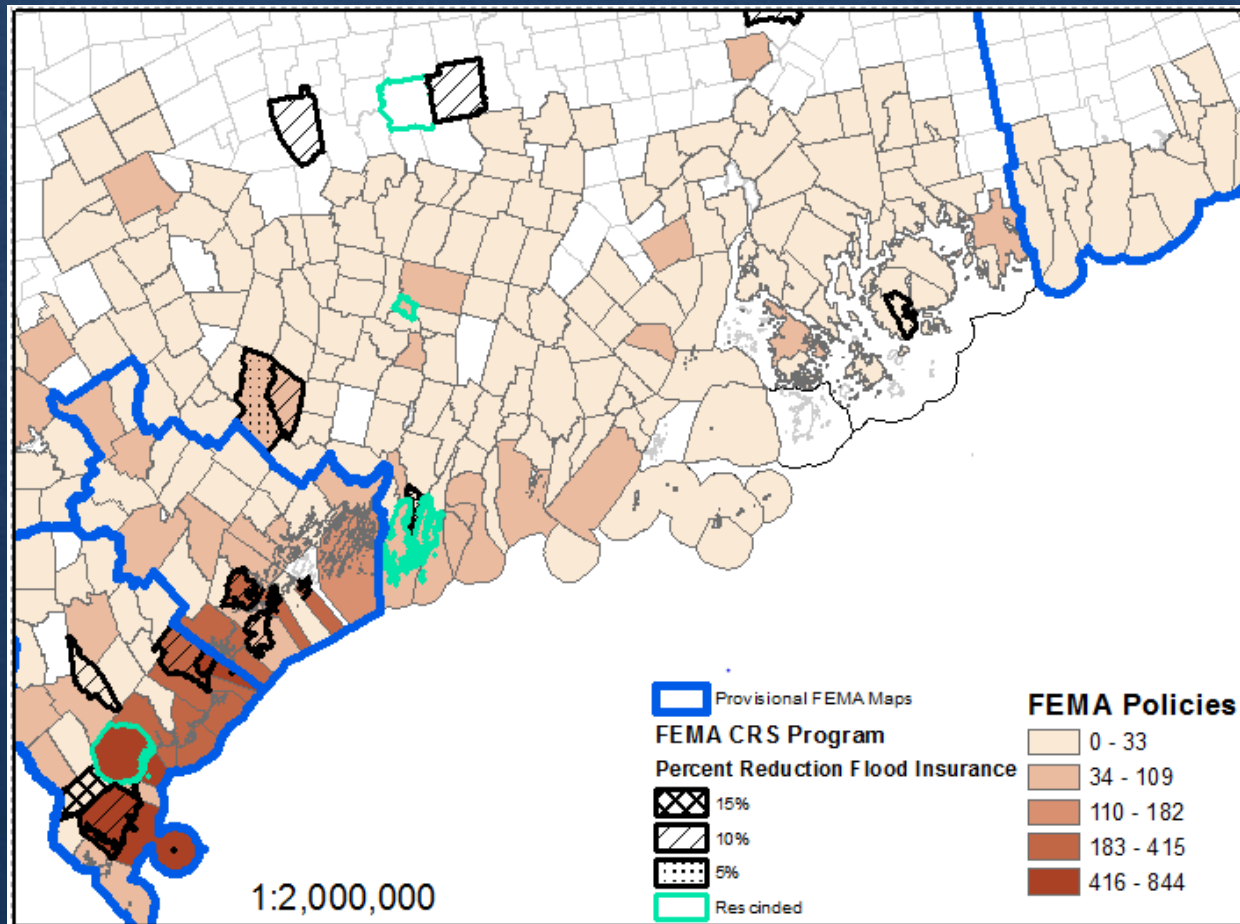 1:2,000,000
Provisional FEMA Maps
FEMA CRS Program
Percent Reduction Flood Insurance
15%
10%
5%
Rescinded
FEMA Policies
0 - 33
34 - 109
110 - 182
183 - 415
416 - 844